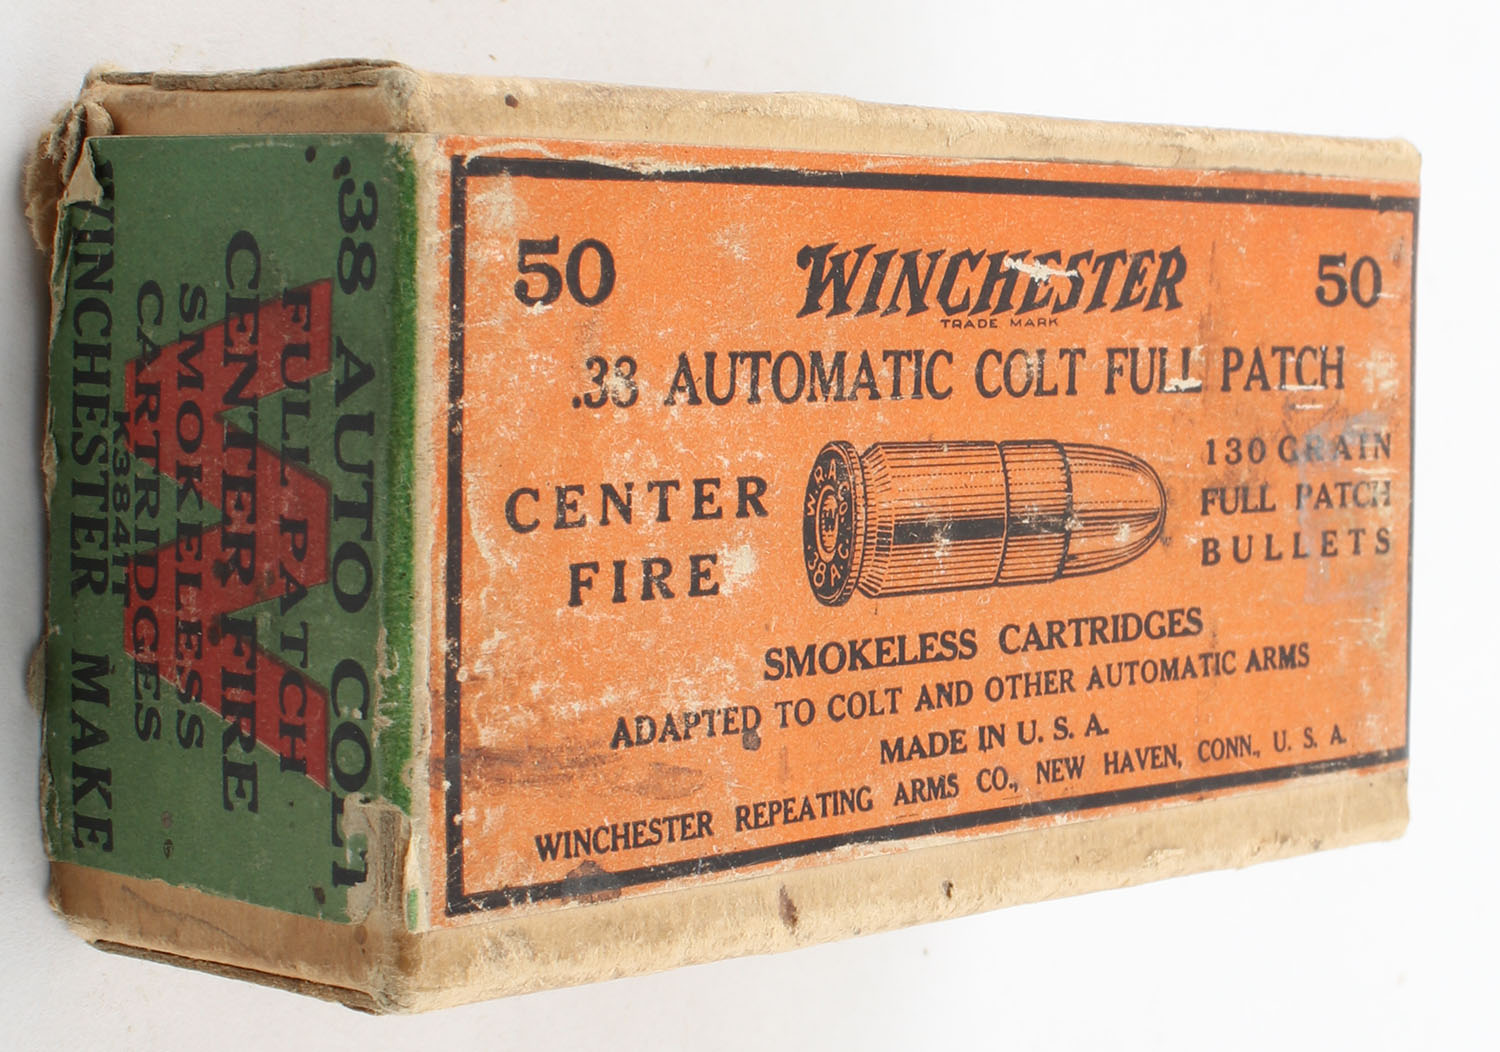 50 WINCHESTER 50
TRADE MARK
.38 AUTOMATIC COLT FULL PATCH
CENTER
FIRE
W.R.A. CO.
.38 A.C.
130 GRAIN
FULL PATCH
BULLETS
SMOKELESS CARTRIDGES
ADAPTED TO COLT AND OTHER AUTOMATIC ARMS
MADE IN U. S. A.
WINCHESTER REPEATING ARMS CO., NEW HAVEN, CONN., U. S. A.
.38 AUTO COLT
FULL PATCH
CENTER FIRE
SMOKELESS
CARTRIDGES
K3841T
WINCHESTER MAKE